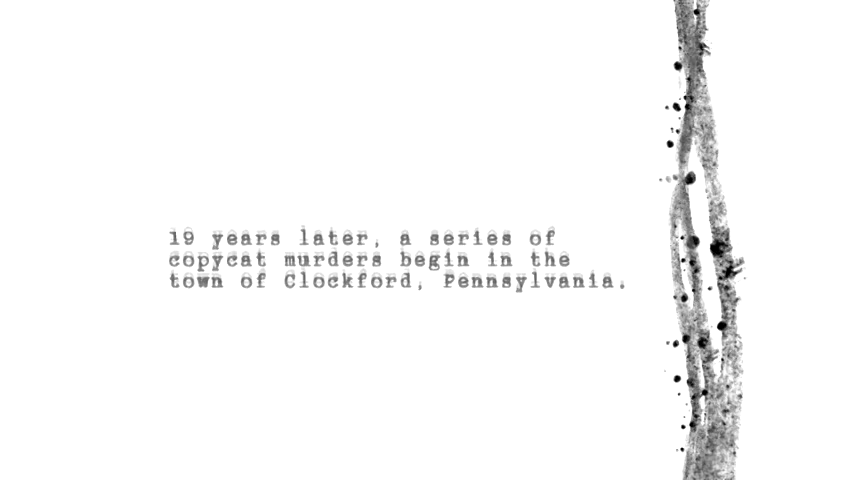 19 years later, a series of
copycat murders begin in the
town of Clockford, Pennsylvania.